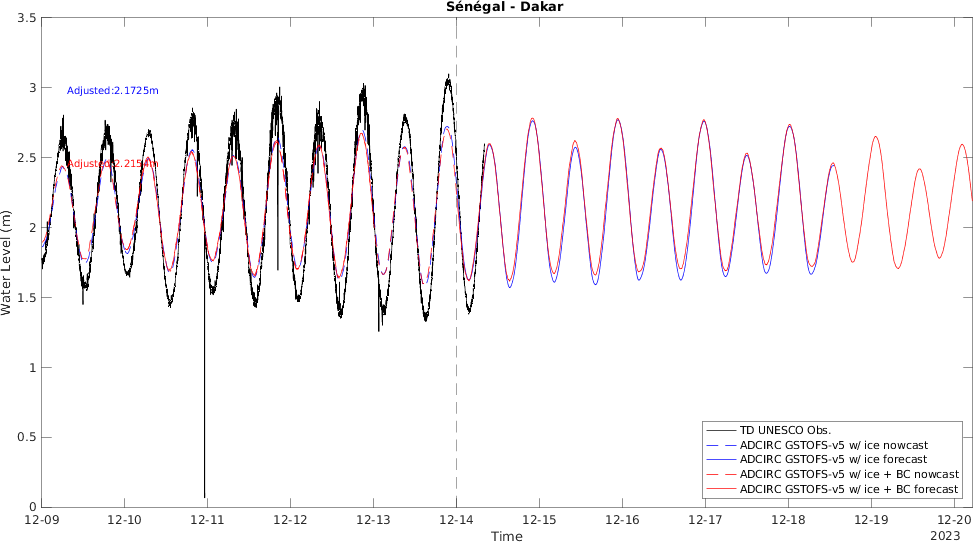 Sénégal - Dakar
3.5
3
2.5
2
1.5
1
0.5
0
Water Level (m)
Adjusted:2.1725m
Adjusted:2.2154m
TD UNESCO Obs.
ADCIRC GSTOFS-v5 w/ ice nowcast
ADCIRC GSTOFS-v5 w/ ice forecast
ADCIRC GSTOFS-v5 w/ ice + BC nowcast
ADCIRC GSTOFS-v5 w/ ice + BC forecast
12-09 12-10 12-11 12-12 12-13 12-14 12-15 12-16 12-17 12-18 12-19 12-20
Time
2023